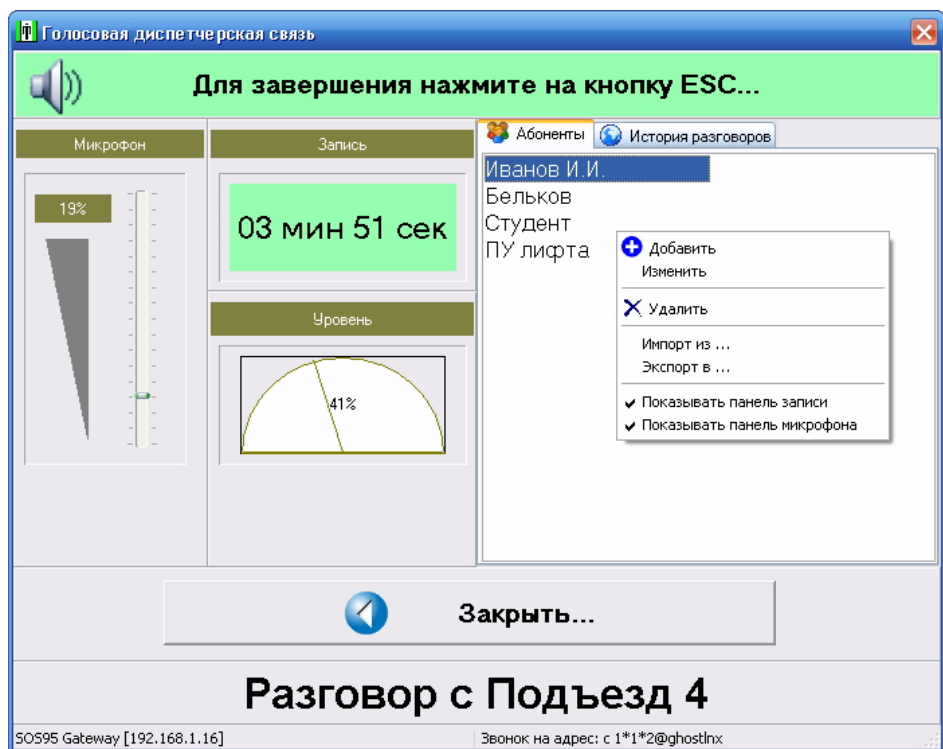 Голосовая диспетчерская связь
Для завершения нажмите на кнопку ESC...
Микрофон
19%
Запись
03 мин 51 сек
Уровень
41%
Абоненты
История разговоров
Иванов И.И.
Бельков
Студент
ПУ лифта
Добавить
Изменить
Удалить
Импорт из ...
Экспорт в ...
Показывать панель записи
Показывать панель микрофона
Закрыть...
Разговор с Подъезд 4
SOS95 Gateway [192.168.1.16]
Звонок на адрес: с 1*1*2@ghostlnx